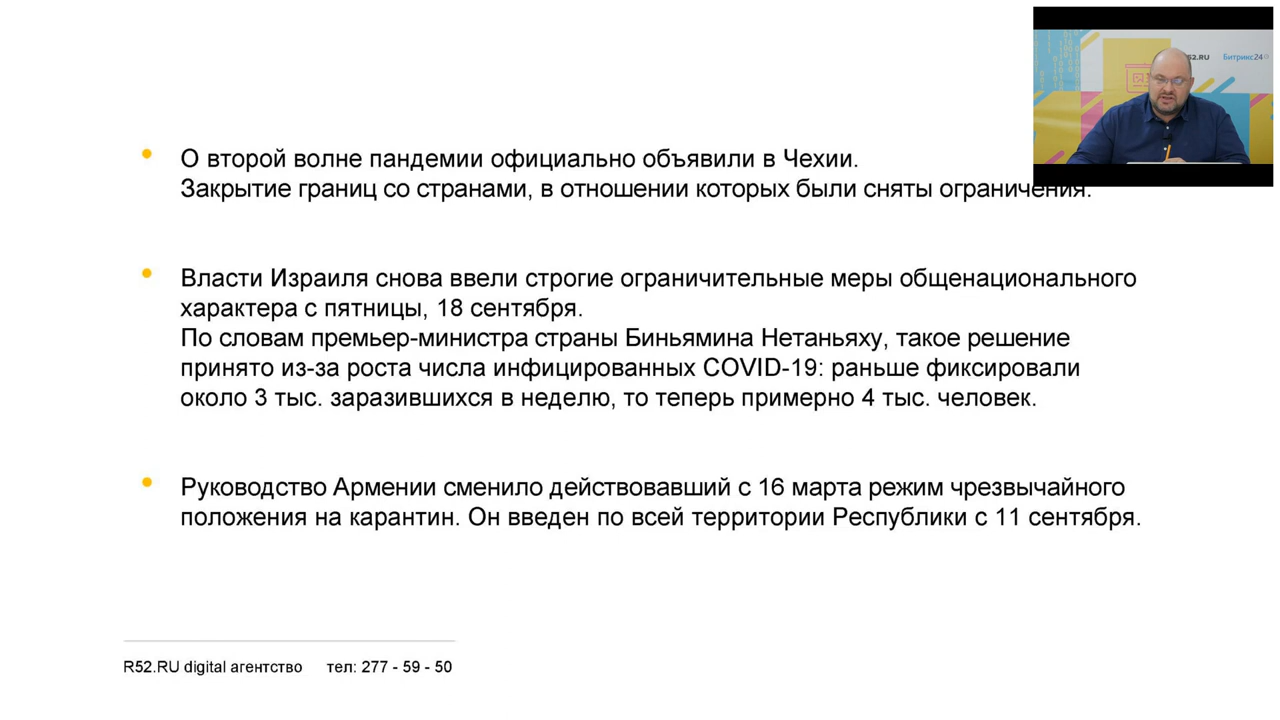 52.RU
Битрикс24
О второй волне пандемии официально объявили в Чехии.
Закрытие границ со странами, в отношении которых были сняты ограничения.
Власти Израиля снова ввели строгие ограничительные меры общенационального
характера с пятницы, 18 сентября.
По словам премьер-министра страны Биньямина Нетаньяху, такое решение
принято из-за роста числа инфицированных COVID-19: раньше фиксировали
около 3 тыс. заразившихся в неделю, то теперь примерно 4 тыс. человек.
Руководство Армении сменило действовавший с 16 марта режим чрезвычайного
положения на карантин. Он введен по всей территории Республики с 11 сентября.
R52.RU digital агентство тел: 277 - 59 - 50